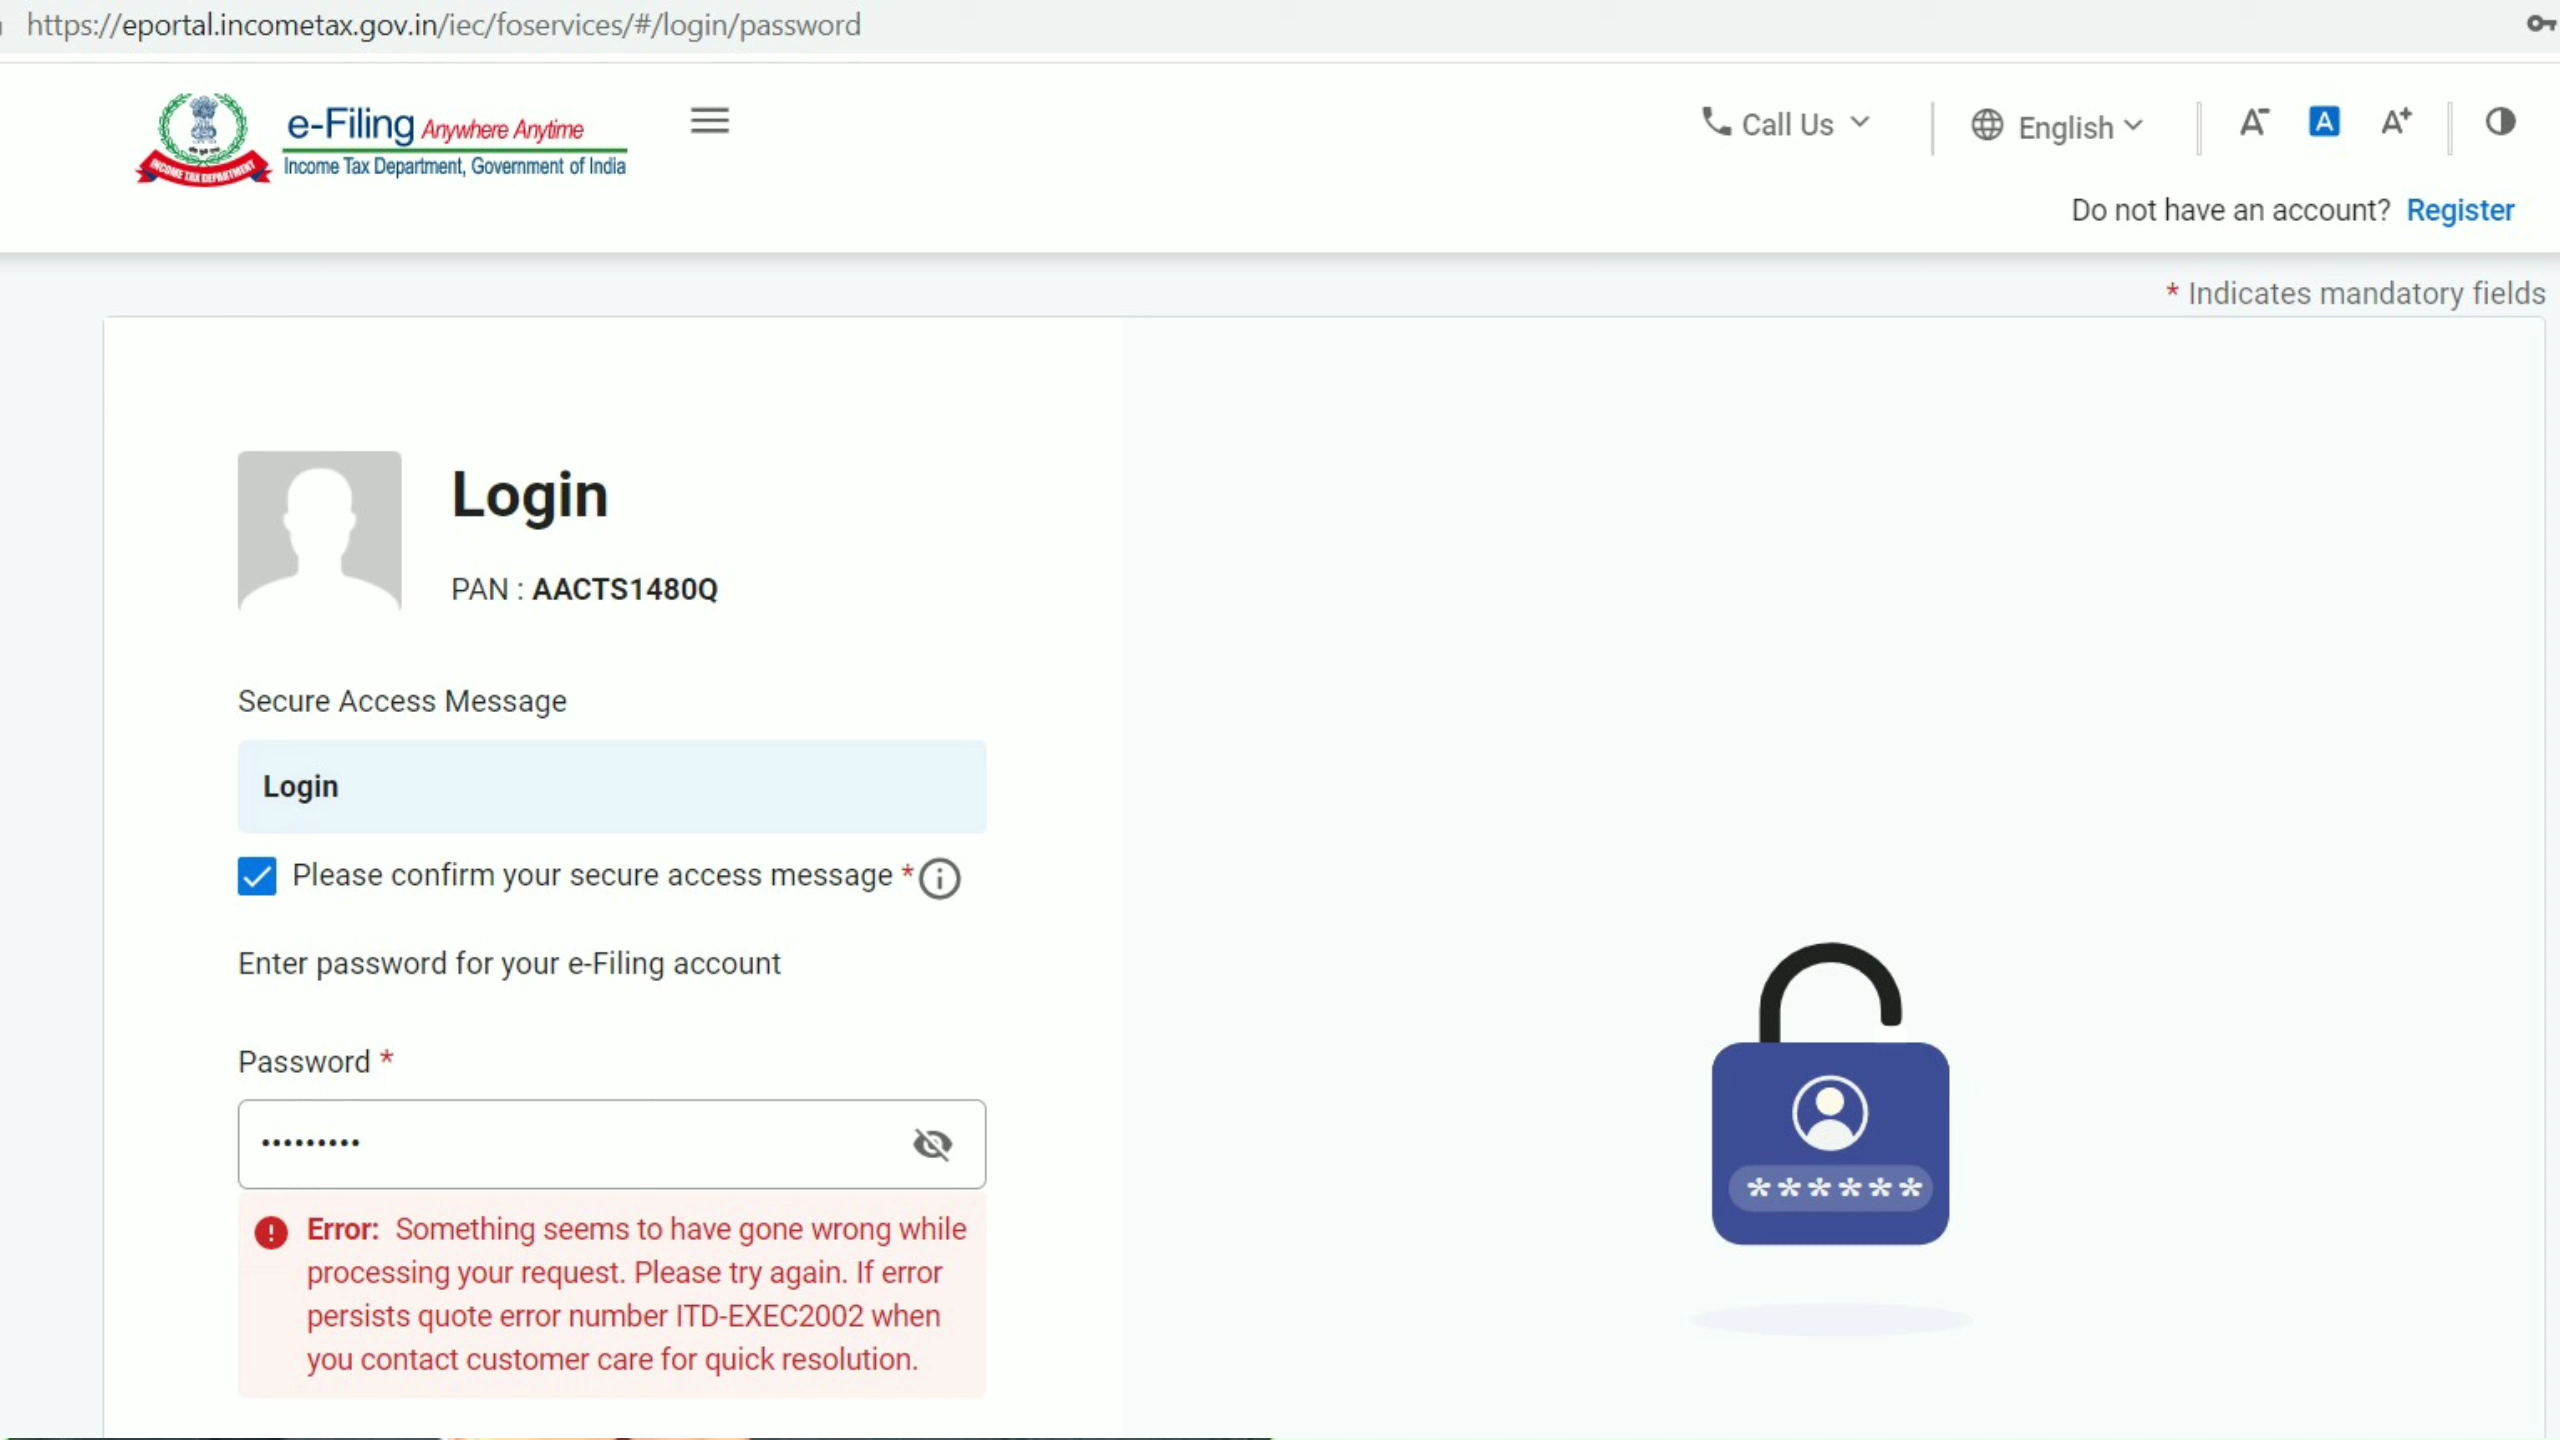 https://eportal.incometax.gov.in/iec/foservices/#/login/password
e-Filing Anywhere Anytime
Income Tax Department, Government of India
INCOME TAX DEPARTMENT
Call Us
English
A-
A
A+
Do not have an account? Register
* Indicates mandatory fields
Login
PAN : AACTS1480Q
Secure Access Message
Login
Please confirm your secure access message *
Enter password for your e-Filing account
Password *
•••••••••
******
Error: Something seems to have gone wrong while
processing your request. Please try again. If error
persists quote error number ITD-EXEC2002 when
you contact customer care for quick resolution.